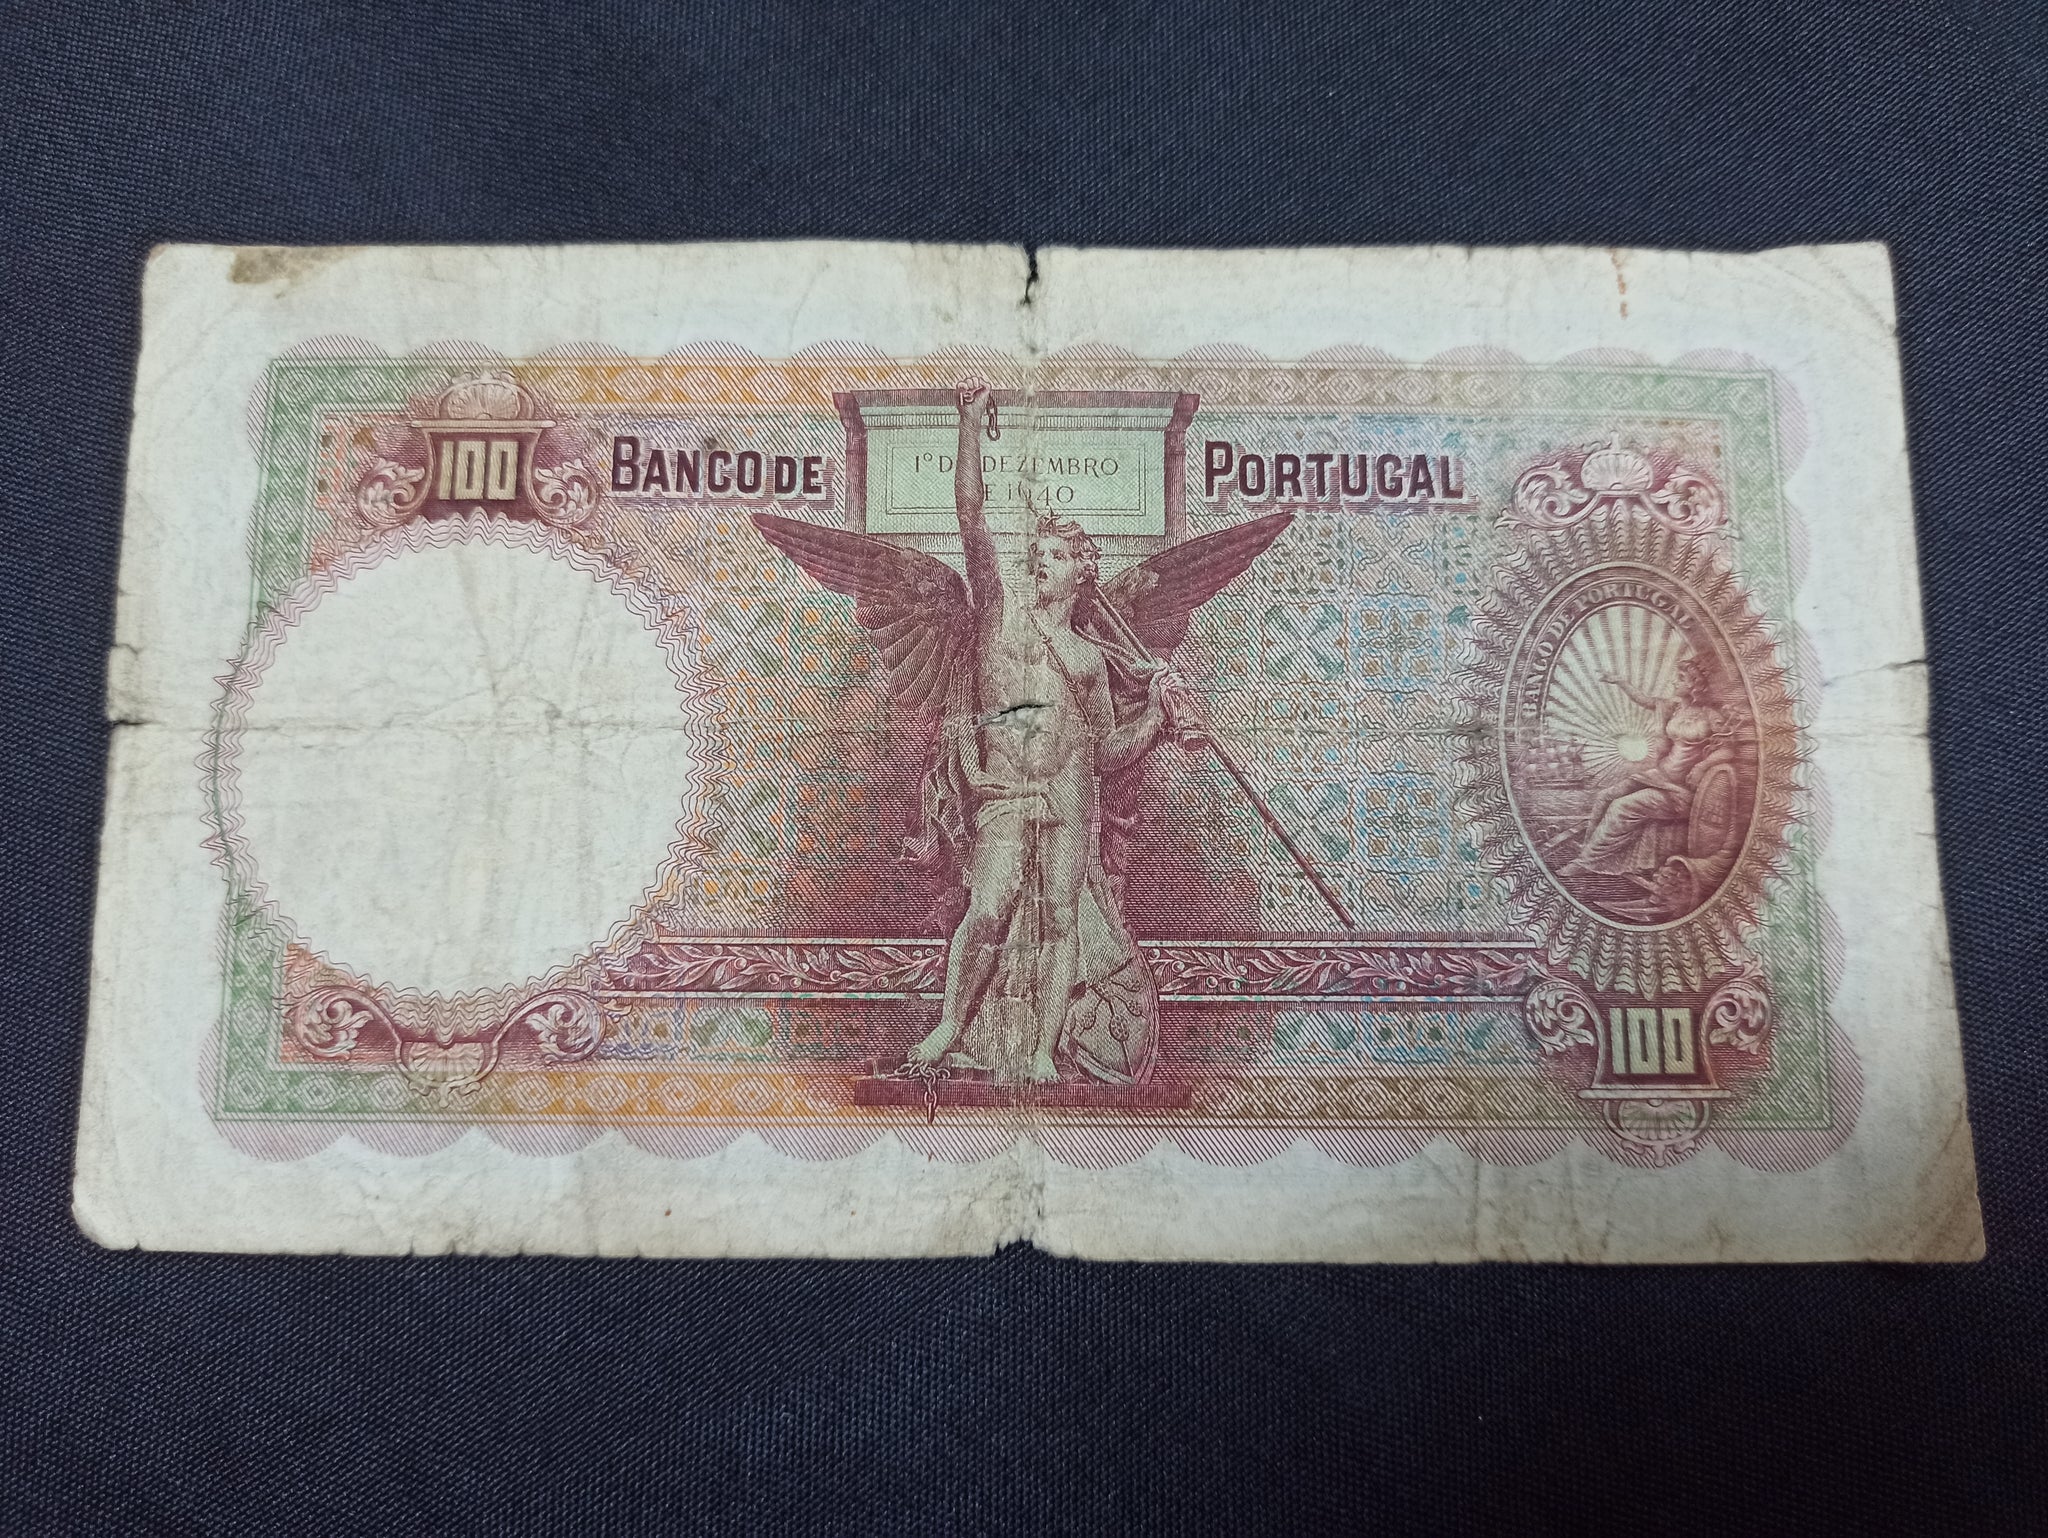 100
BANCO DE PORTUGAL
1º DE DEZEMBRO
DE 1640
BANCO DE PORTUGAL
100